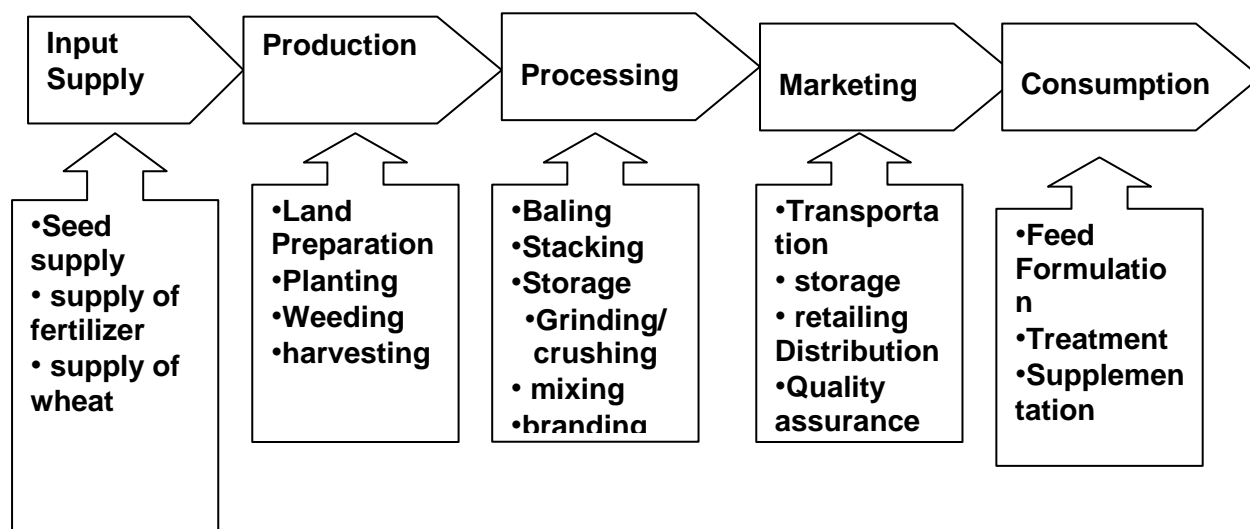 Input
Supply
Production
Processing
Marketing
Consumption
•Seed
supply
• supply of
fertilizer
• supply of
wheat
•Land
Preparation
•Planting
•Weeding
•harvesting
•Baling
•Stacking
•Storage
•Grinding/
crushing
• mixing
•branding
•Transporta
tion
• storage
• retailing
Distribution
•Quality
assurance
•Feed
Formulatio
n
•Treatment
•Supplemen
tation